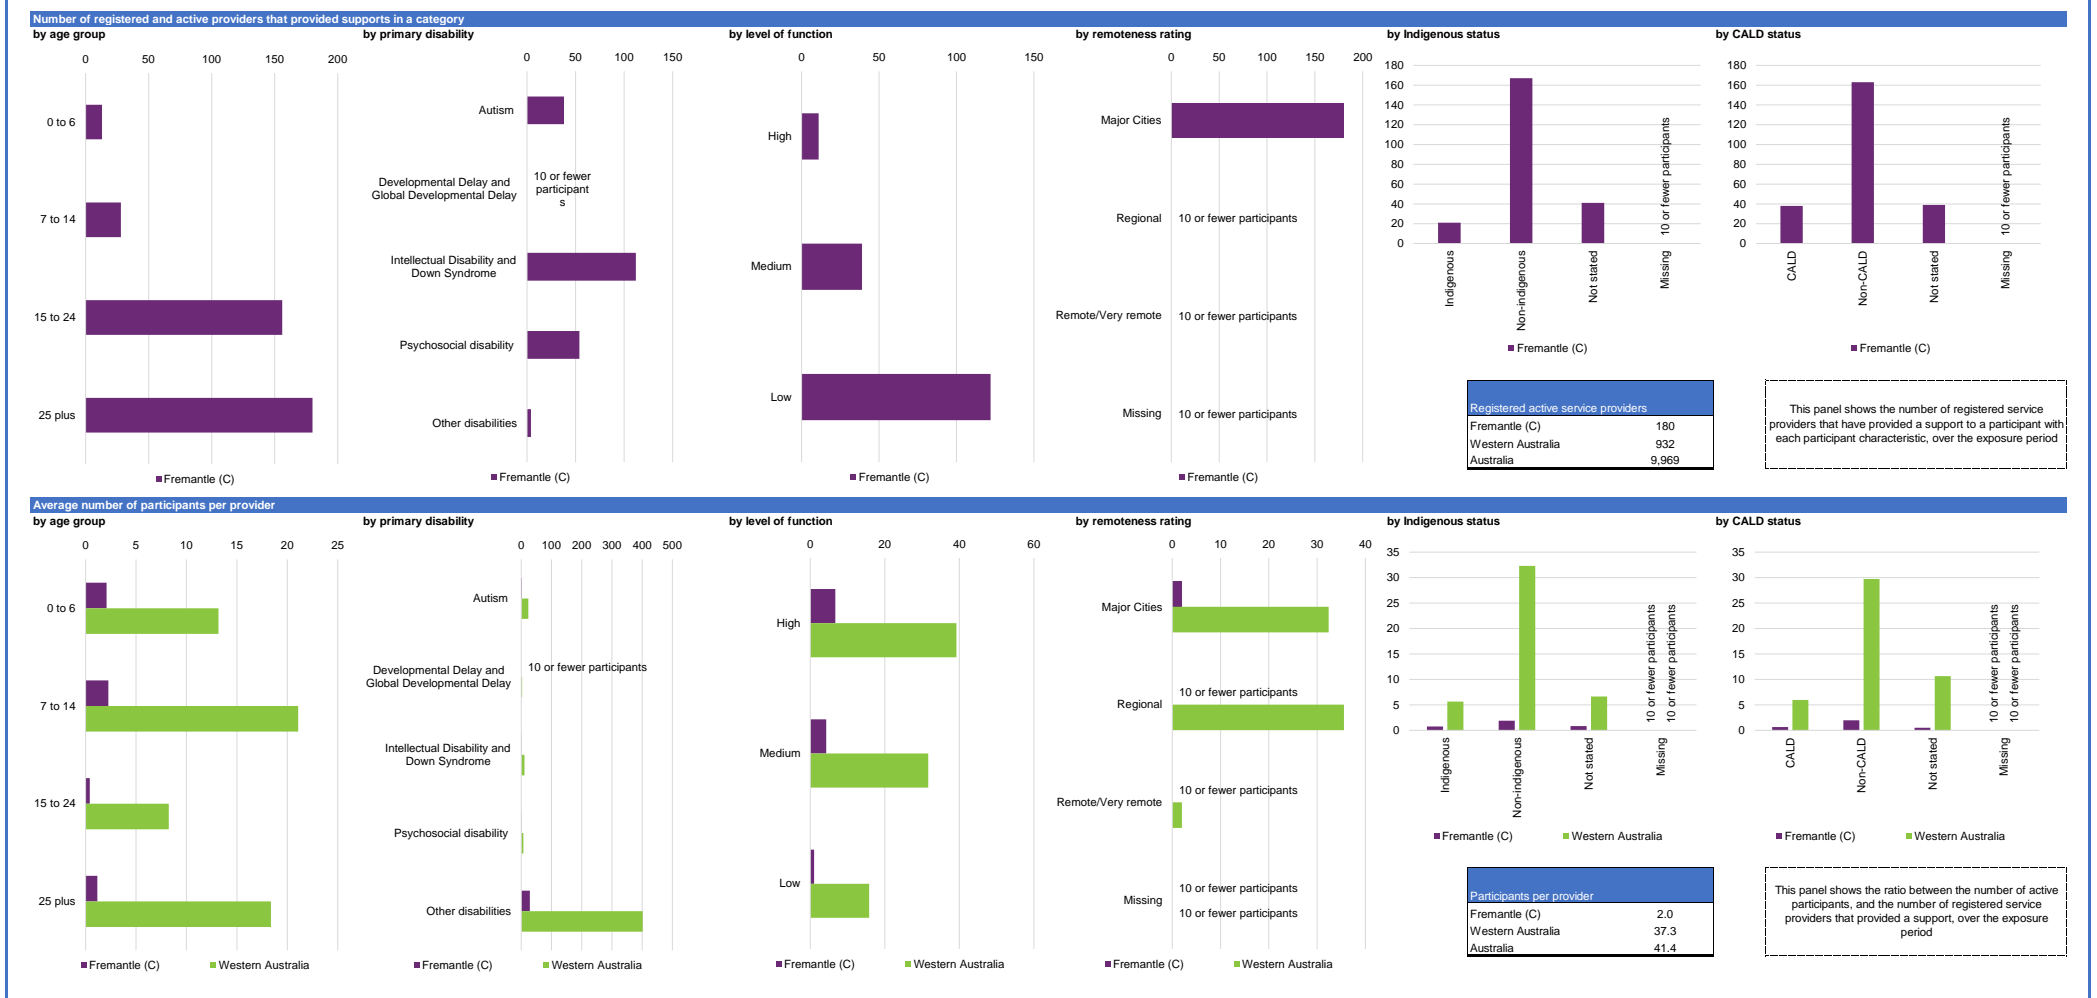 Number of registered and active providers that provided supports in a category
by age group
0 50 100 150 200
0 to 6
7 to 14
15 to 24
25 plus
Fremantle (C)
by primary disability
0 50 100 150
Autism
Developmental Delay and
Global Developmental Delay
10 or fewer
participant
s
Intellectual Disability and
Down Syndrome
Psychosocial disability
Other disabilities
Fremantle (C)
by level of function
0 50 100 150
High
Medium
Low
Fremantle (C)
by remoteness rating
0 50 100 150 200
Major Cities
Regional
10 or fewer participants
Remote/Very remote
10 or fewer participants
Missing
10 or fewer participants
Fremantle (C)
by Indigenous status
180
160
140
120
100
80
60
40
20
0
10 or fewer participants
Indigenous
Non-indigenous
Not stated
Missing
Fremantle (C)
by CALD status
180
160
140
120
100
80
60
40
20
0
10 or fewer participants
CALD
Non-CALD
Not stated
Missing
Fremantle (C)
Registered active service providers
Fremantle (C) 180
Western Australia 932
Australia 9,969
This panel shows the number of registered service
providers that have provided a support to a participant with
each participant characteristic, over the exposure period
Average number of participants per provider
by age group
0 5 10 15 20 25
0 to 6
7 to 14
15 to 24
25 plus
Fremantle (C) Western Australia
by primary disability
0 100 200 300 400 500
Autism
Developmental Delay and
Global Developmental Delay
10 or fewer participants
Intellectual Disability and
Down Syndrome
Psychosocial disability
Other disabilities
Fremantle (C) Western Australia
by level of function
0 20 40 60
High
Medium
Low
Fremantle (C) Western Australia
by remoteness rating
0 10 20 30 40
Major Cities
10 or fewer participants
Regional
10 or fewer participants
Remote/Very remote
10 or fewer participants
Missing
10 or fewer participants
Fremantle (C) Western Australia
by Indigenous status
35
30
25
20
15
10
5
0
10 or fewer participants
10 or fewer participants
Indigenous
Non-indigenous
Not stated
Missing
Fremantle (C) Western Australia
by CALD status
35
30
25
20
15
10
5
0
10 or fewer participants
10 or fewer participants
CALD
Non-CALD
Not stated
Missing
Fremantle (C) Western Australia
Participants per provider
Fremantle (C) 2.0
Western Australia 37.3
Australia 41.4
This panel shows the ratio between the number of active
participants, and the number of registered service
providers that provided a support, over the exposure
period